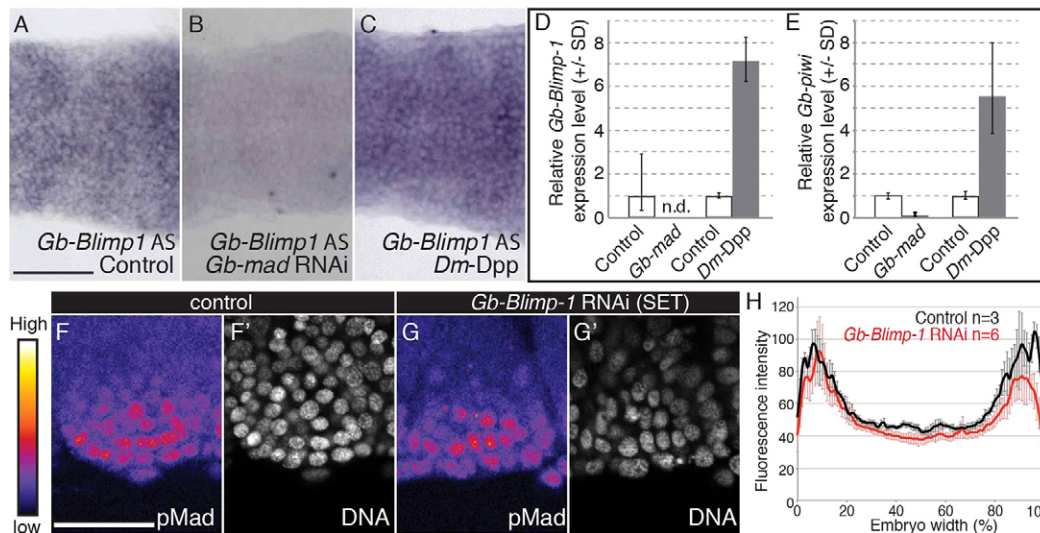 A
Gb-Blimp1 AS
Control
B
Gb-Blimp1 AS
Gb-mad RNAi
C
Gb-Blimp1 AS
Dm-Dpp
D
Relative Gb-Blimp-1
expression level (+/- SD)
8
6
4
2
1
0
n.d.
Control
Gb-mad
Control
Dm-Dpp
E
Relative Gb-piwi
expression level (+/- SD)
8
6
4
2
1
0
Control
Gb-mad
Control
Dm-Dpp
High
low
control
F
pMad
F'
DNA
Gb-Blimp-1 RNAi (SET)
G
pMad
G'
DNA
H
Fluorescence intensity
120
100
80
60
40
20
0
Control n=3
Gb-Blimp-1 RNAi n=6
0 20 40 60 80
Embryo width (%)